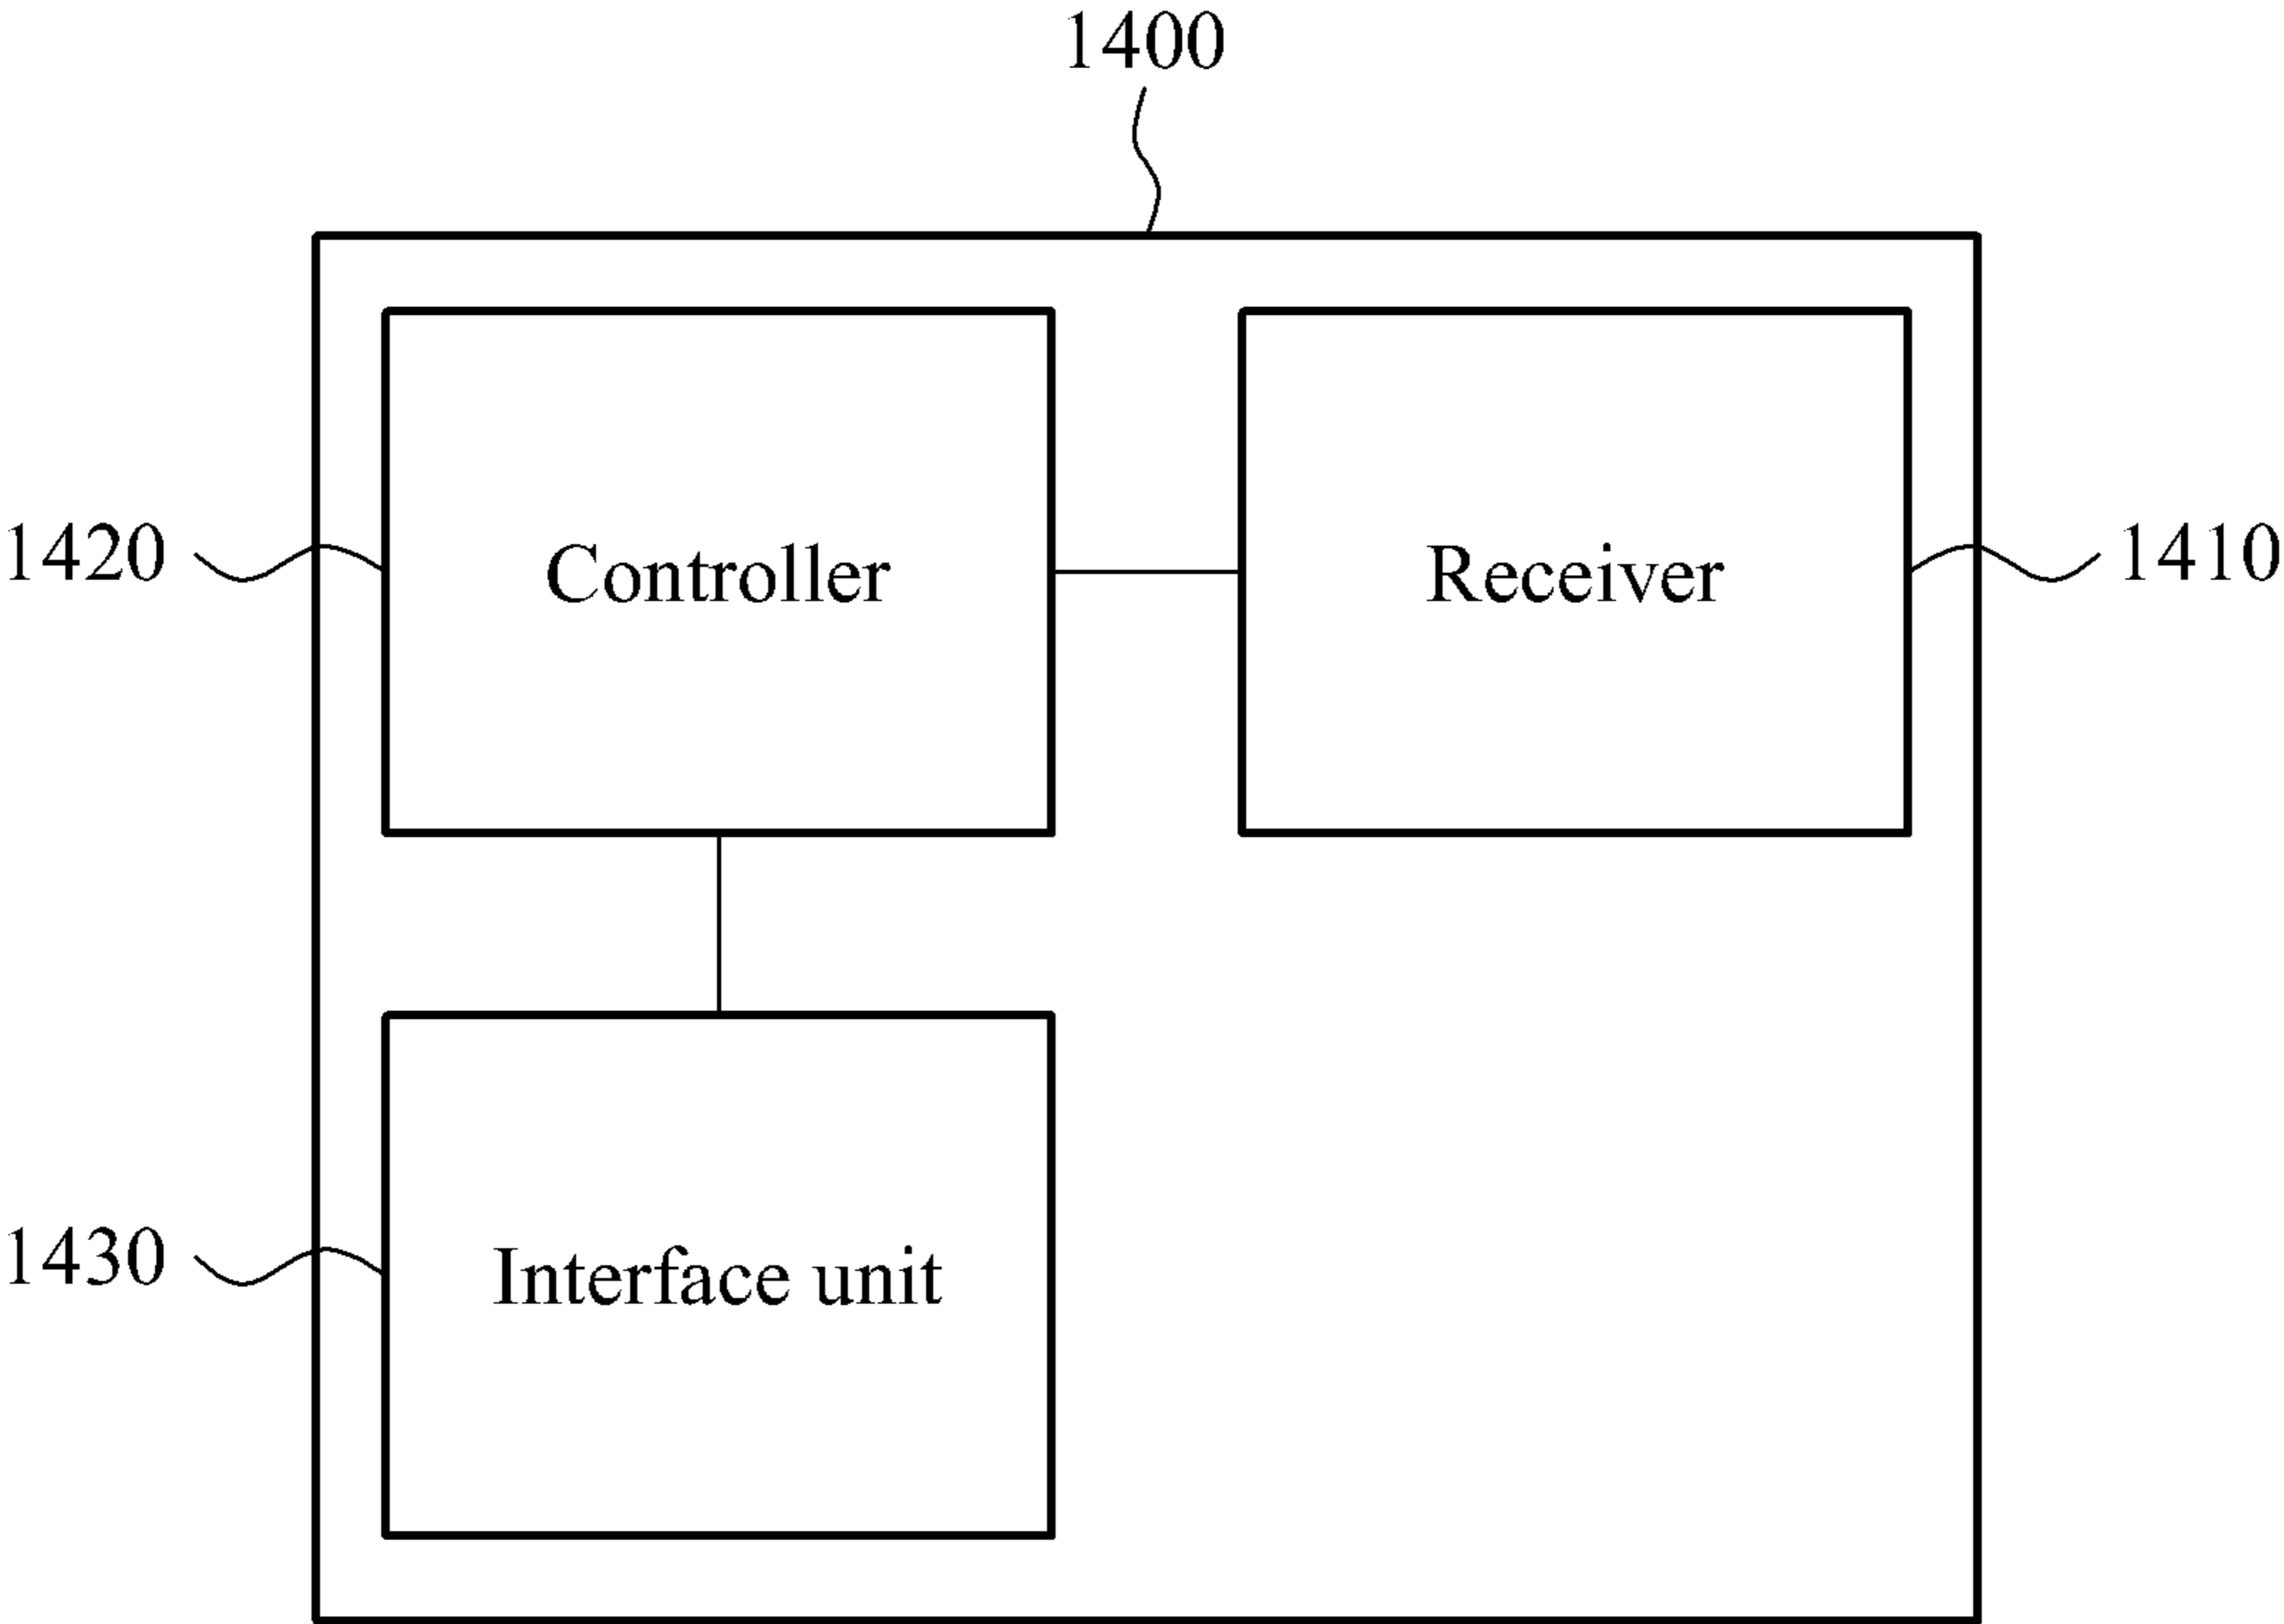 1400
1420
Controller
Receiver
1410
1430
Interface unit